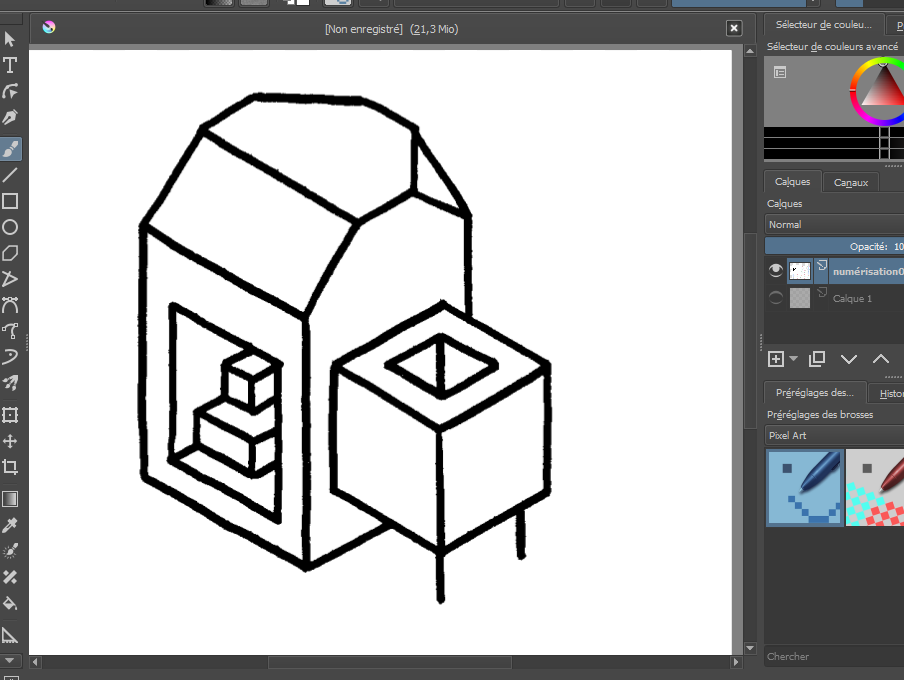 [Non enregistré] (21,3 Mio)
Sélecteur de couleu...
Sélecteur de couleurs avancé
Calques
Canaux
Calques
Normal
Opacité: 10
numérisation0
Calque 1
Préréglages des...
Histo
Préréglages des brosses
Pixel Art
Chercher